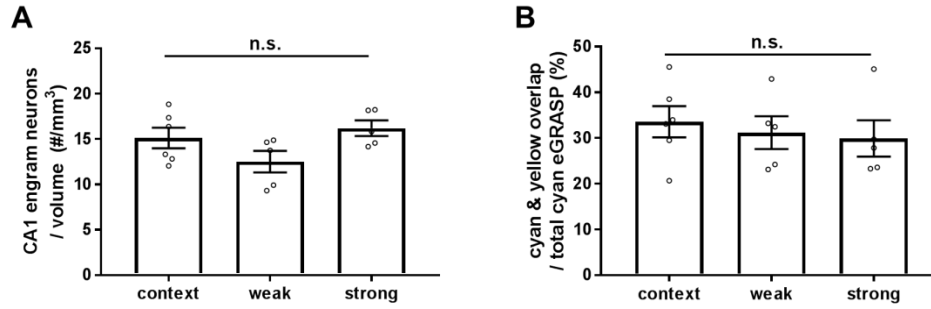 A
CA1 engram neurons
/ volume (#/mm³)
25
20
15
10
5
0
n.s.
context weak strong
B
cyan & yellow overlap
/ total cyan eGRASP (%)
50
40
30
20
10
0
n.s.
context weak strong